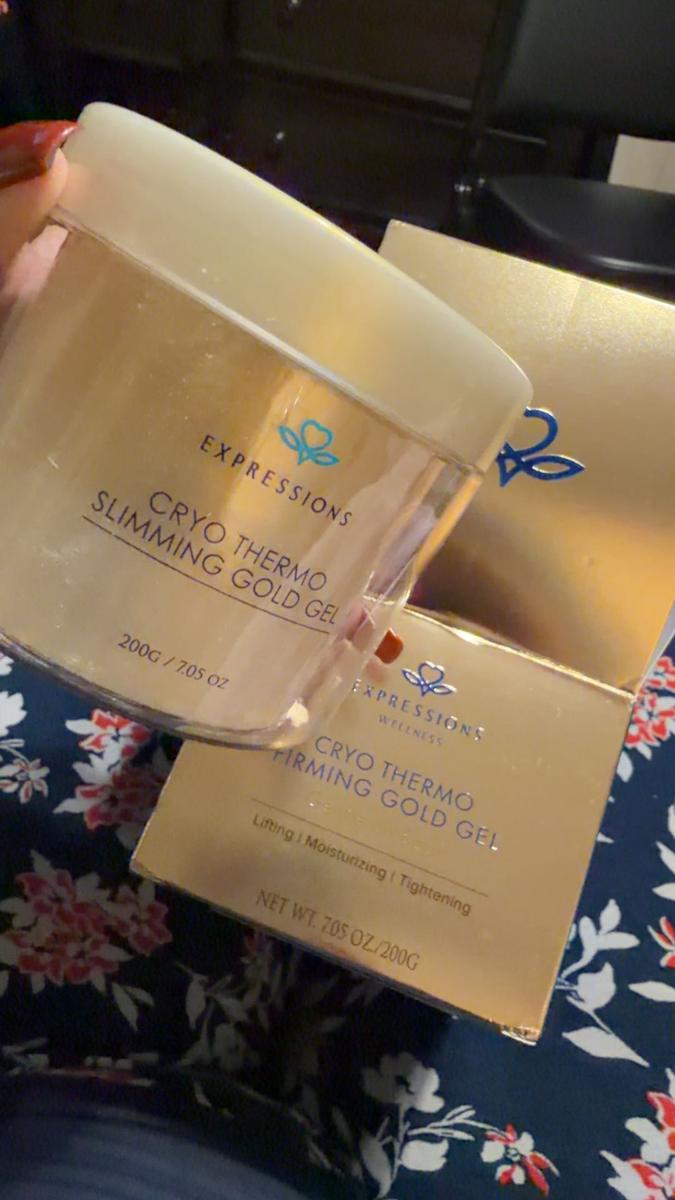 EXPRESSIONS
CRYO THERMO
SLIMMING GOLD GEL
200G / 7.05 OZ
EXPRESSIONS
WELLNESS
CRYO THERMO
FIRMING GOLD GEL
Lifting | Moisturizing | Tightening
NET WT. 7.05 OZ/200G